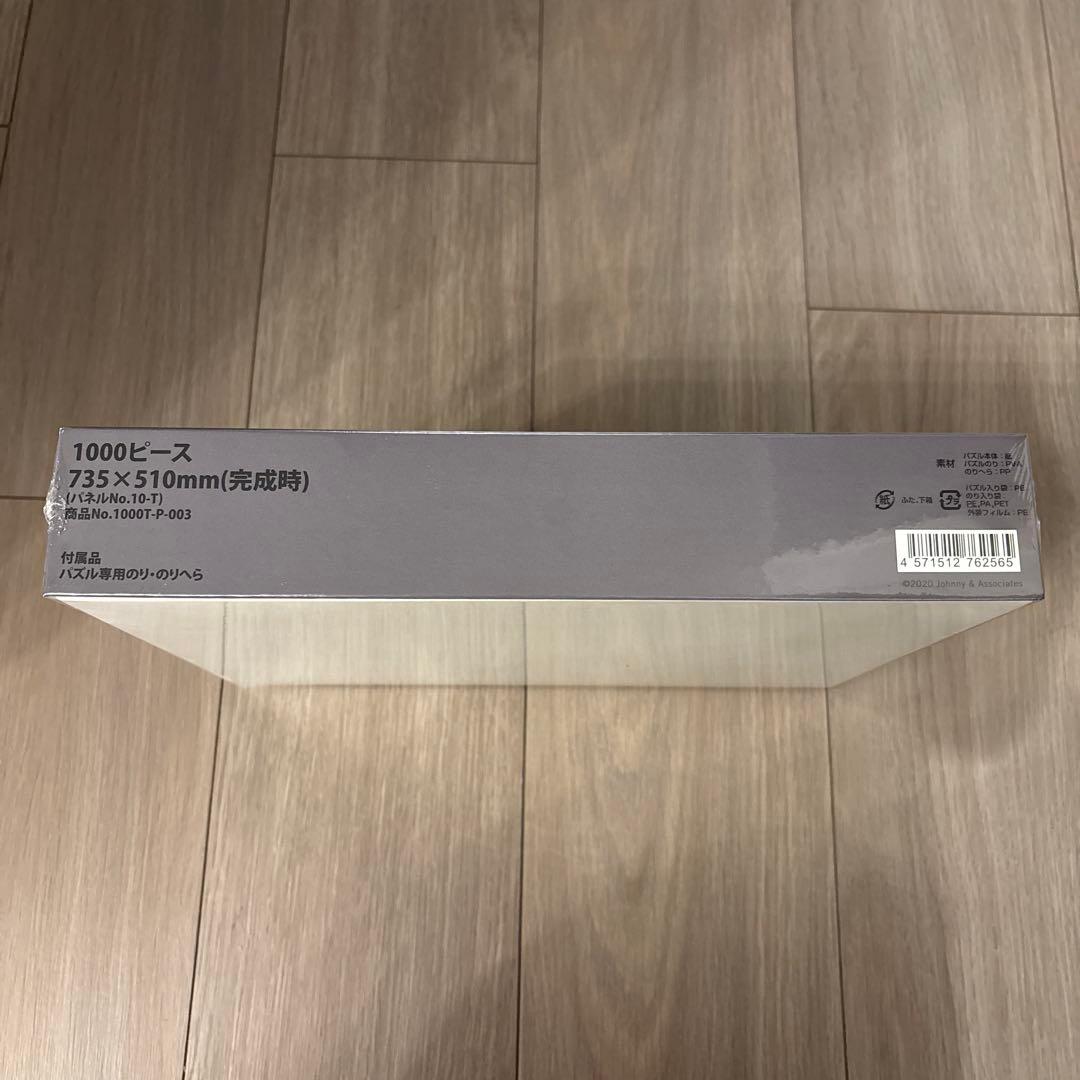 1000ピース
735×510mm(完成時)
(パネルNo.10-T)
商品No.1000T-P-003
付属品
パズル専用のり・のりへら
素材
パズル本体：紙
パズルのり：PVA
のりへら：PP
紙
ふた、下箱
プラ
パズル入り袋：PE
のり入り袋：
PE,PA,PET
外装フィルム：PE
4 571512 762565
©2020 Johnny & Associates